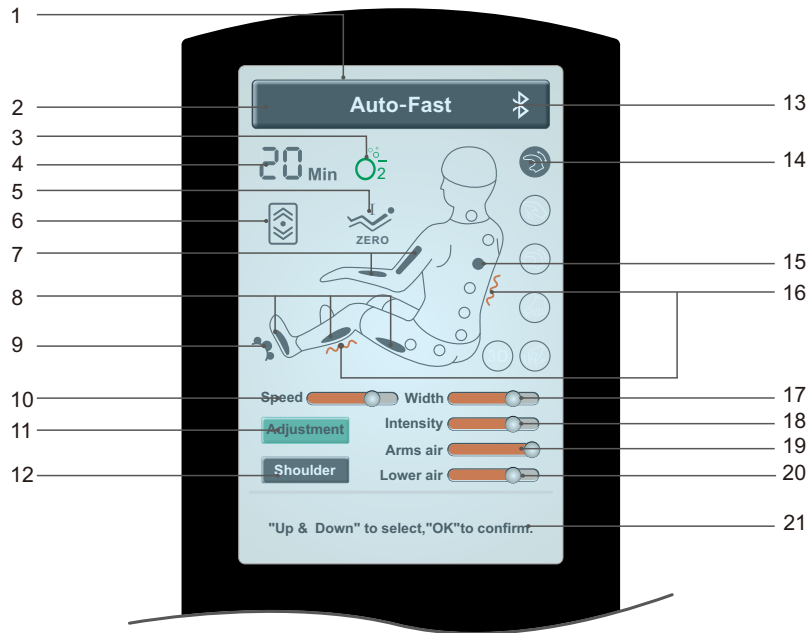 1
2
3
4
5
6
7
8
9
10
11
12
Auto-Fast
20 Min
O2
ZERO
Speed
Adjustment
Shoulder
Width
Intensity
Arms air
Lower air
"Up & Down" to select,"OK"to confirm.
13
14
15
16
17
18
19
20
21